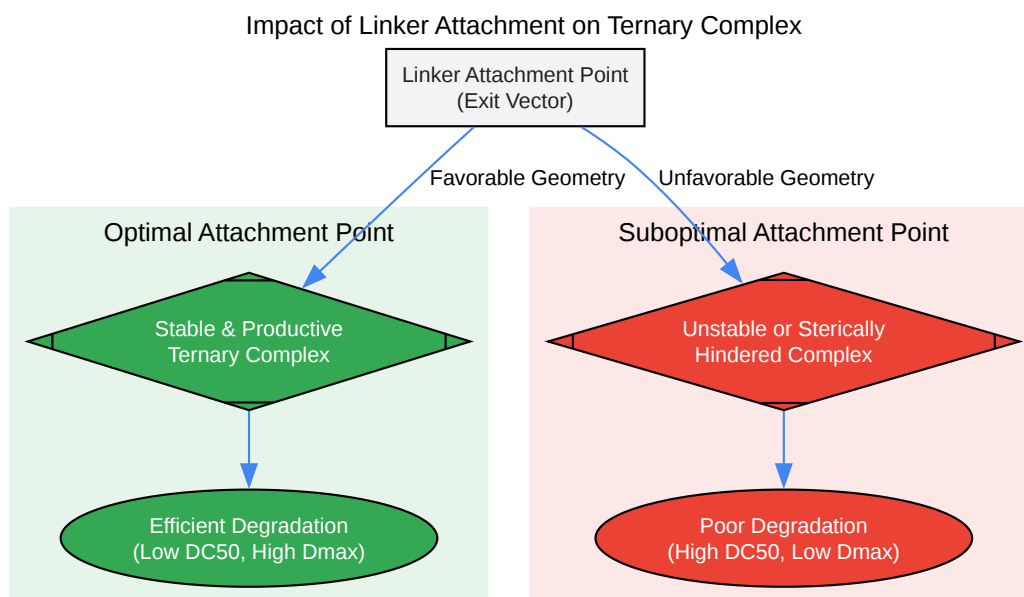 Impact of Linker Attachment on Ternary Complex
Linker Attachment Point
(Exit Vector)
Favorable Geometry
Unfavorable Geometry
Optimal Attachment Point
Suboptimal Attachment Point
Stable & Productive
Ternary Complex
Unstable or Sterically
Hindered Complex
Efficient Degradation
(Low DC50, High Dmax)
Poor Degradation
(High DC50, Low Dmax)